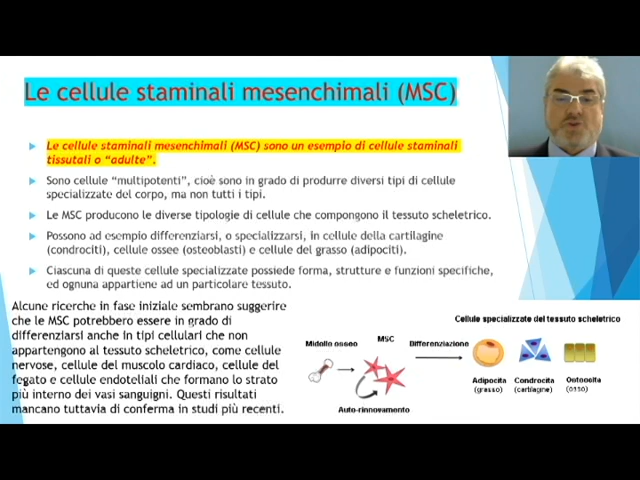 Le cellule staminali mesenchimali (MSC)
Le cellule staminali mesenchimali (MSC) sono un esempio di cellule staminali
tissutali o “adulte”.
Sono cellule “multipotenti”, cioè sono in grado di produrre diversi tipi di cellule
specializzate del corpo, ma non tutti i tipi.
Le MSC producono le diverse tipologie di cellule che compongono il tessuto scheletrico.
Possono ad esempio differenziarsi, o specializzarsi, in cellule della cartilagine
(condrociti), cellule ossee (osteoblasti) e cellule del grasso (adipociti).
Ciascuna di queste cellule specializzate possiede forma, strutture e funzioni specifiche,
ed ognuna appartiene ad un particolare tessuto.
Alcune ricerche in fase iniziale sembrano suggerire
che le MSC potrebbero essere in grado di
differenziarsi anche in tipi cellulari che non
appartengono al tessuto scheletrico, come cellule
nervose, cellule del muscolo cardiaco, cellule del
fegato e cellule endoteliali che formano lo strato
più interno dei vasi sanguigni. Questi risultati
mancano tuttavia di conferma in studi più recenti.
Cellule specializzate del tessuto scheletrico
Midollo osseo
MSC
Differenziazione
Auto-rinnovamento
Adipocita
(grasso)
Condrocita
(cartilagne)
Osteocita
(osso)